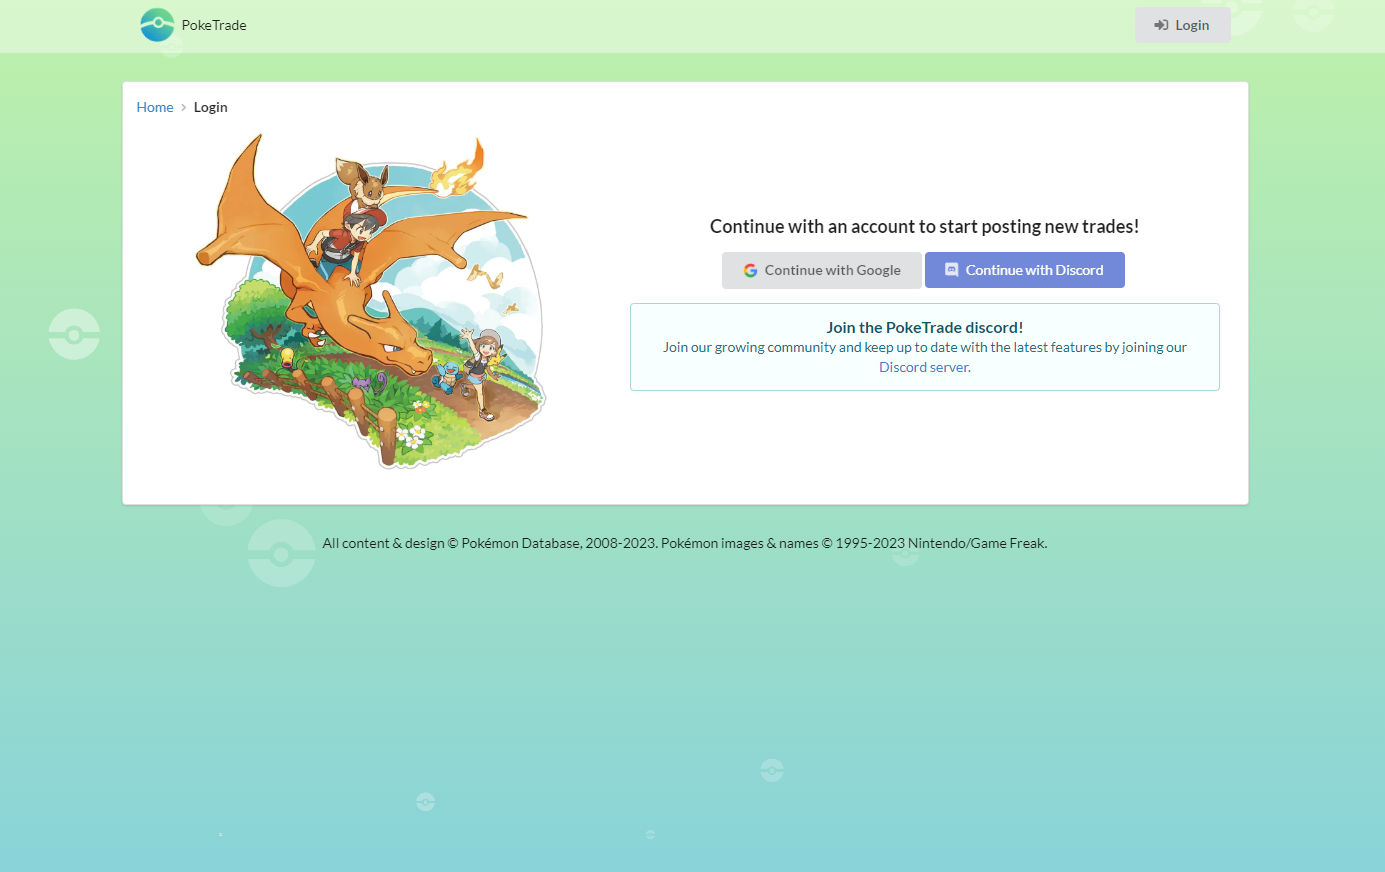 PokeTrade
Login
Home
Login
Continue with an account to start posting new trades!
Continue with Google
Continue with Discord
Join the PokeTrade discord!
Join our growing community and keep up to date with the latest features by joining our
Discord server.
All content & design © Pokémon Database, 2008-2023. Pokémon images & names © 1995-2023 Nintendo/Game Freak.